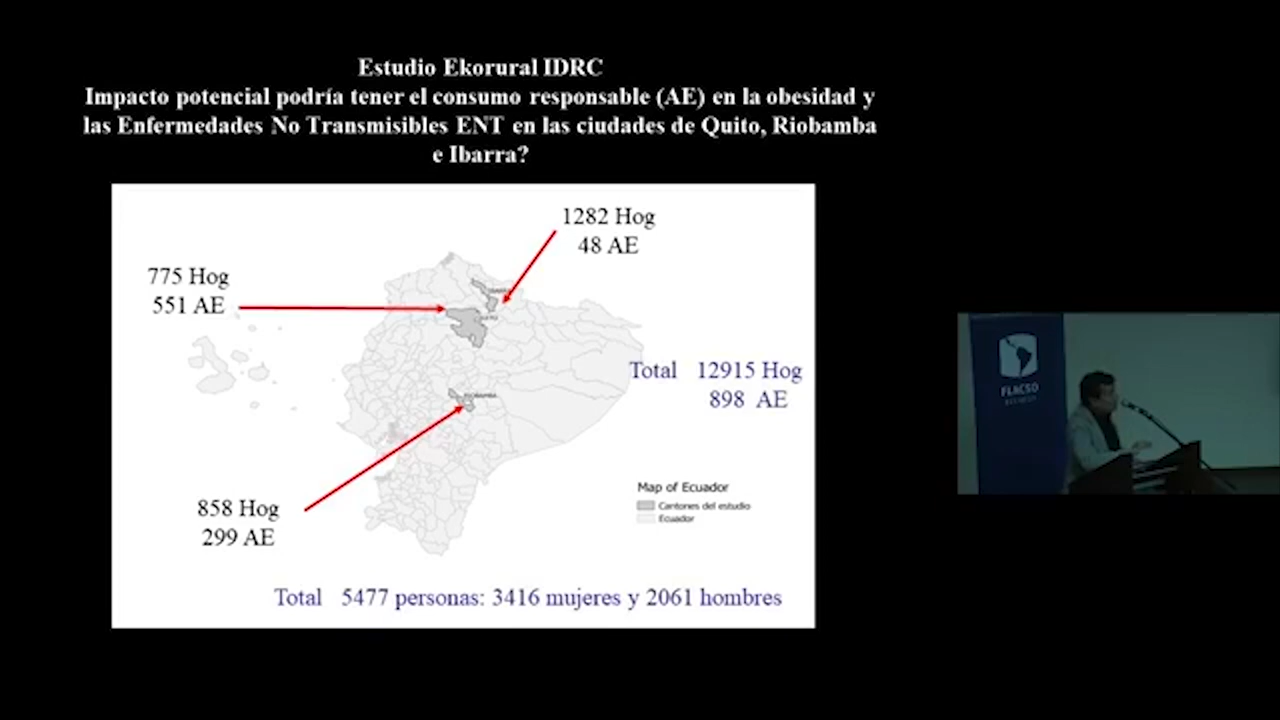 Estudio Ekorural IDRC
Impacto potencial podría tener el consumo responsable (AE) en la obesidad y
las Enfermedades No Transmisibles ENT en las ciudades de Quito, Riobamba
e Ibarra?
1282 Hog
48 AE
775 Hog
551 AE
Total 12915 Hog
898 AE
RIOBAMBA
858 Hog
299 AE
Map of Ecuador
Cantones del estudio
Ecuador
Total 5477 personas: 3416 mujeres y 2061 hombres
FLACSO